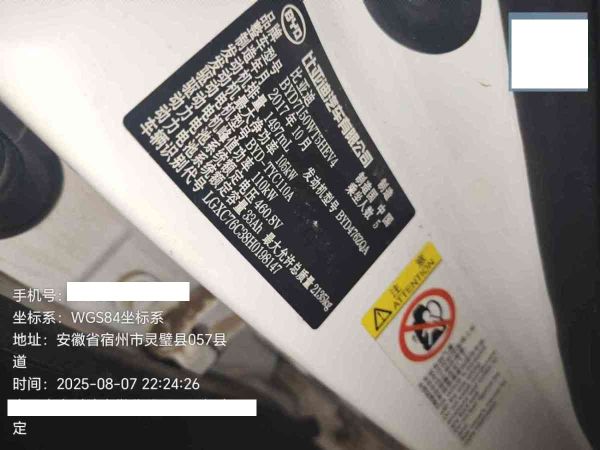 BYD
比亚迪汽车有限公司
品牌 比亚迪
制造国 中国
整车型号 BYD7150WT5HEV4
制造年月 2017年10月
乘坐人数 5
发动机排量 1497mL
发动机型号 BYD476ZQA
发动机最大净功率 106kW
驱动电机型号 BYD-TYC110A
驱动电机峰值功率 110kW
动力电池系统额定电压 460.8V
动力电池系统额定容量 33Ah
最大允许总质量 2135kg
车辆识别代号 LGXC76C38H0198147
注意
ATTENTION
手机号:
坐标系: WGS84坐标系
地址: 安徽省宿州市灵璧县057县
道
时间: 2025-08-07 22:24:26
定